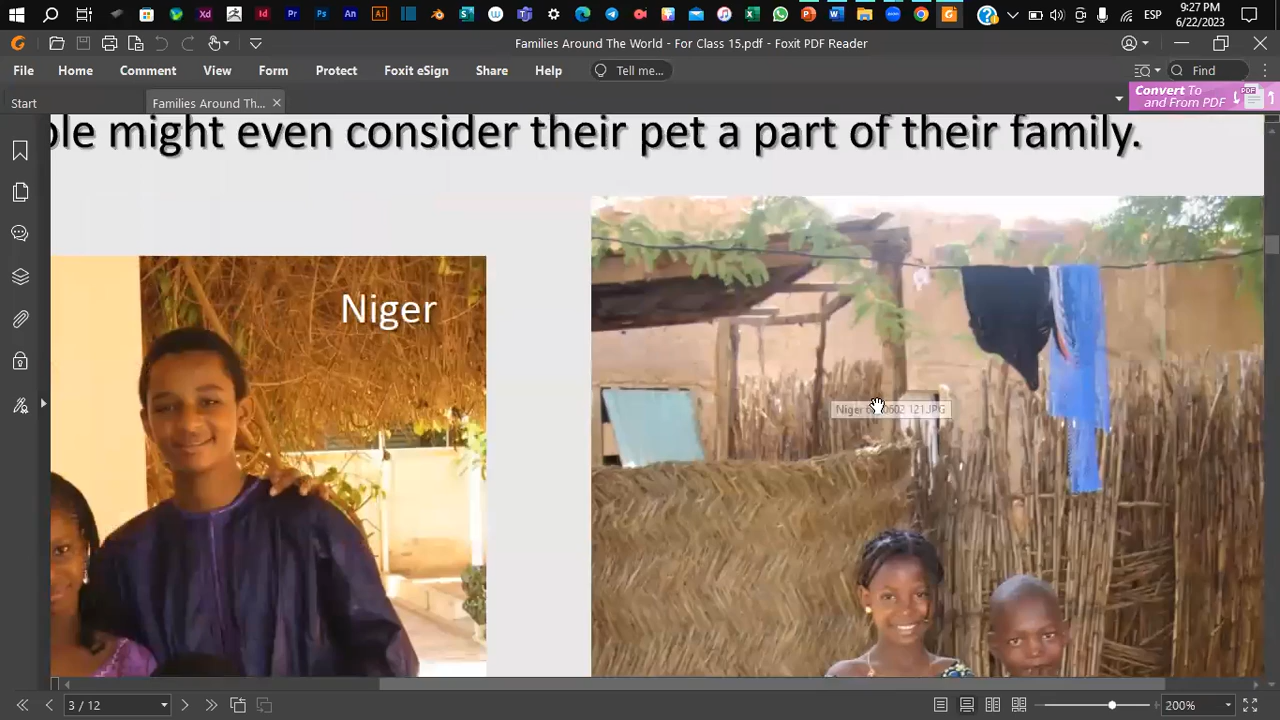 9:27 PM
ESP
6/22/2023
Families Around The World - For Class 15.pdf - Foxit PDF Reader
File Home Comment View Form Protect Foxit eSign Share Help Tell me... Find
Start Families Around Th...
Convert To
and From PDF
ple might even consider their pet a part of their family.
Niger
121.JPG
3 / 12
200%